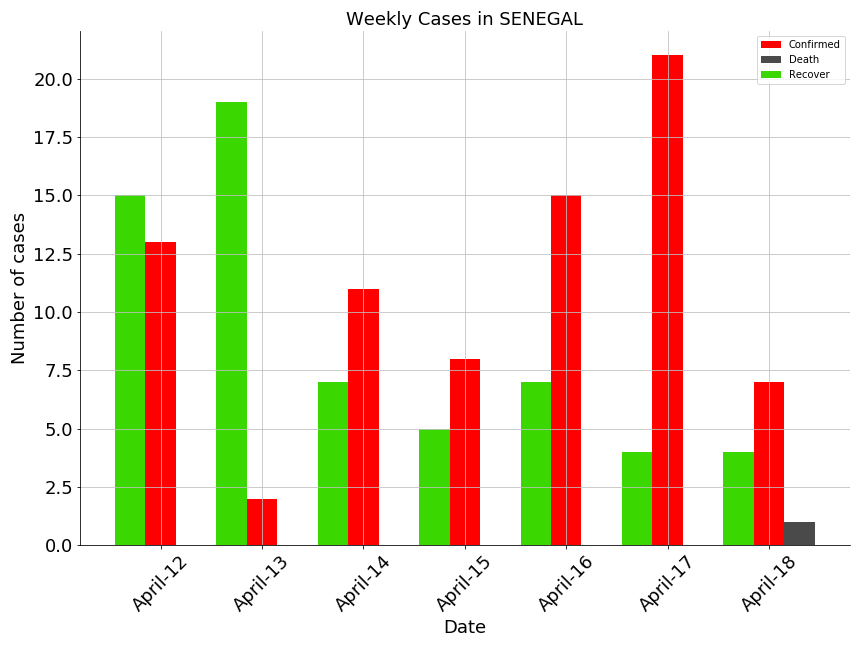 Weekly Cases in SENEGAL
Confirmed
Death
Recover
Number of cases
20.0
17.5
15.0
12.5
10.0
7.5
5.0
2.5
0.0
April-12
April-13
April-14
April-15
April-16
April-17
April-18
Date